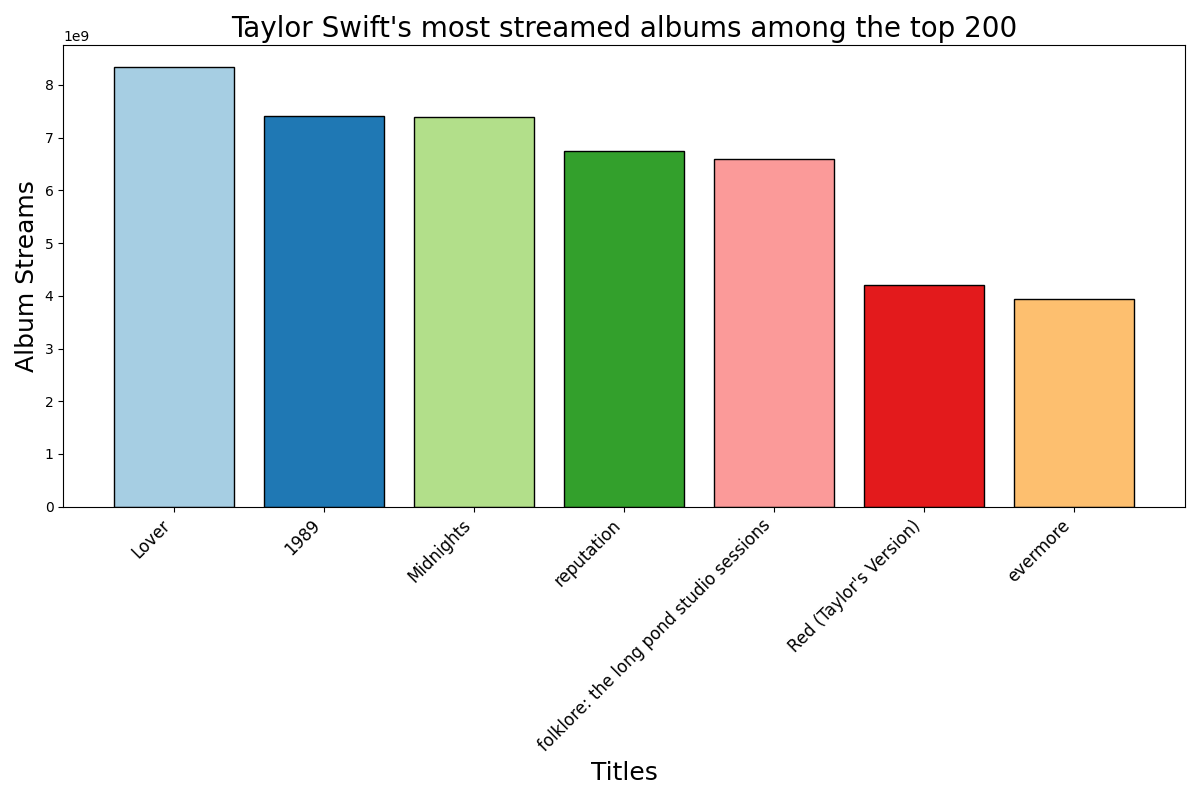 Taylor Swift's most streamed albums among the top 200
1e9
8
7
6
5
4
3
2
1
0
Album Streams
Lover
1989
Midnights
reputation
folklore: the long pond studio sessions
Red (Taylor's Version)
evermore
Titles